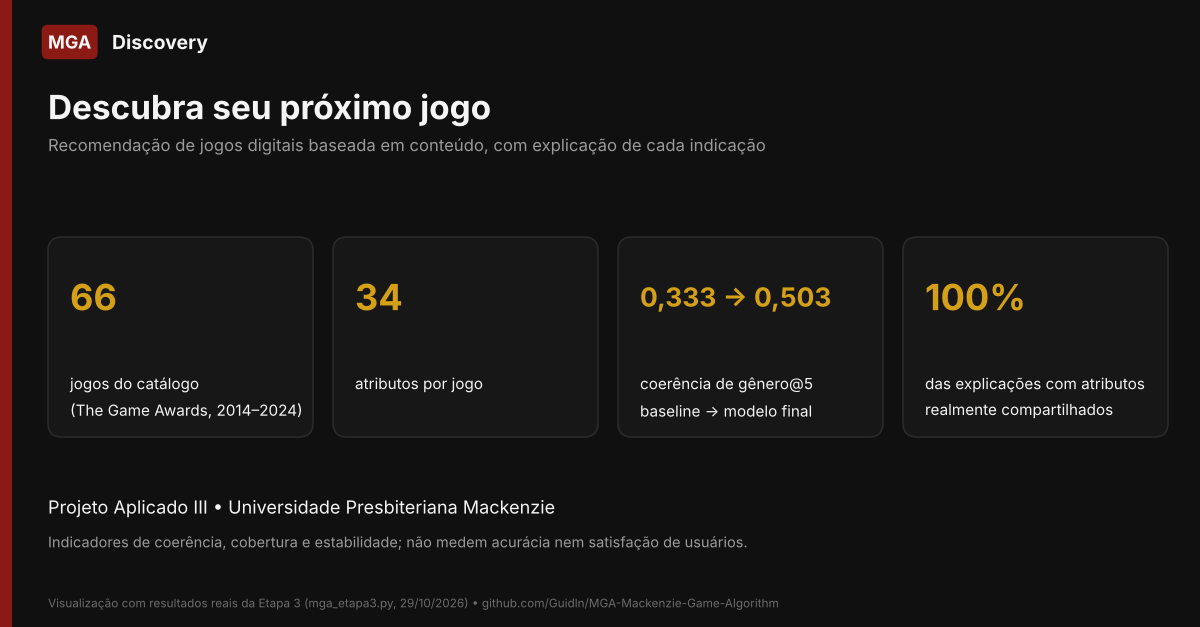 MGA Discovery
Descubra seu próximo jogo
Recomendação de jogos digitais baseada em conteúdo, com explicação de cada indicação
66
jogos do catálogo
(The Game Awards, 2014–2024)
34
atributos por jogo
0,333 → 0,503
coerência de gênero@5
baseline → modelo final
100%
das explicações com atributos
realmente compartilhados
Projeto Aplicado III • Universidade Presbiteriana Mackenzie
Indicadores de coerência, cobertura e estabilidade; não medem acurácia nem satisfação de usuários.
Visualização com resultados reais da Etapa 3 (mga_etapa3.py, 29/10/2026) • github.com/GuidIn/MGA-Mackenzie-Game-Algorithm